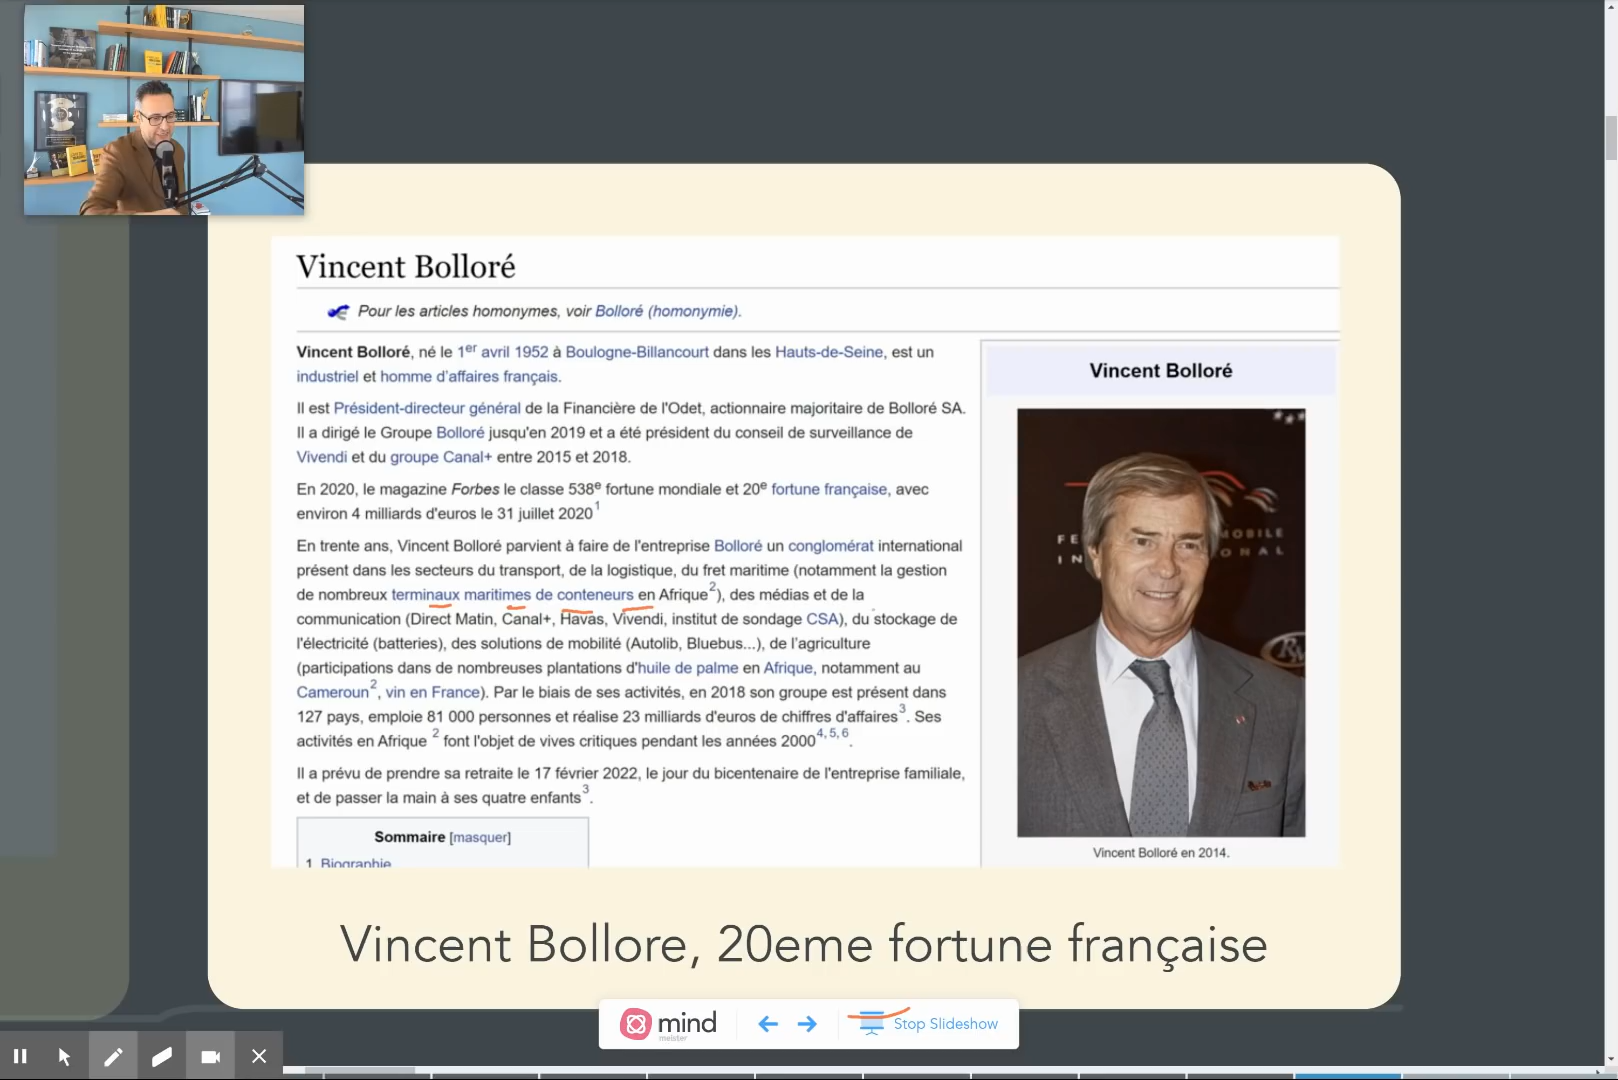 Vincent Bolloré
Pour les articles homonymes, voir Bolloré (homonymie).
Vincent Bolloré, né le 1er avril 1952 à Boulogne-Billancourt dans les Hauts-de-Seine, est un
industriel et homme d'affaires français.
Il est Président-directeur général de la Financière de l'Odet, actionnaire majoritaire de Bolloré SA.
Il a dirigé le Groupe Bolloré jusqu'en 2019 et a été président du conseil de surveillance de
Vivendi et du groupe Canal+ entre 2015 et 2018.
En 2020, le magazine Forbes le classe 538e fortune mondiale et 20e fortune française, avec
environ 4 milliards d'euros le 31 juillet 2020 1
En trente ans, Vincent Bolloré parvient à faire de l'entreprise Bolloré un conglomérat international
présent dans les secteurs du transport, de la logistique, du fret maritime (notamment la gestion
de nombreux terminaux maritimes de conteneurs en Afrique 2), des médias et de la
communication (Direct Matin, Canal+, Havas, Vivendi, institut de sondage CSA), du stockage de
l'électricité (batteries), des solutions de mobilité (Autolib, Bluebus...), de l'agriculture
(participations dans de nombreuses plantations d'huile de palme en Afrique, notamment au
Cameroun 2, vin en France). Par le biais de ses activités, en 2018 son groupe est présent dans
127 pays, emploie 81 000 personnes et réalise 23 milliards d'euros de chiffres d'affaires 3. Ses
activités en Afrique 2 font l'objet de vives critiques pendant les années 2000 4, 5, 6.
Il a prévu de prendre sa retraite le 17 février 2022, le jour du bicentenaire de l'entreprise familiale,
et de passer la main à ses quatre enfants 3.
Sommaire [masquer]
1 Biographie
Vincent Bolloré
Vincent Bolloré en 2014.
Vincent Bollore, 20eme fortune française
mind
meister
Stop Slideshow